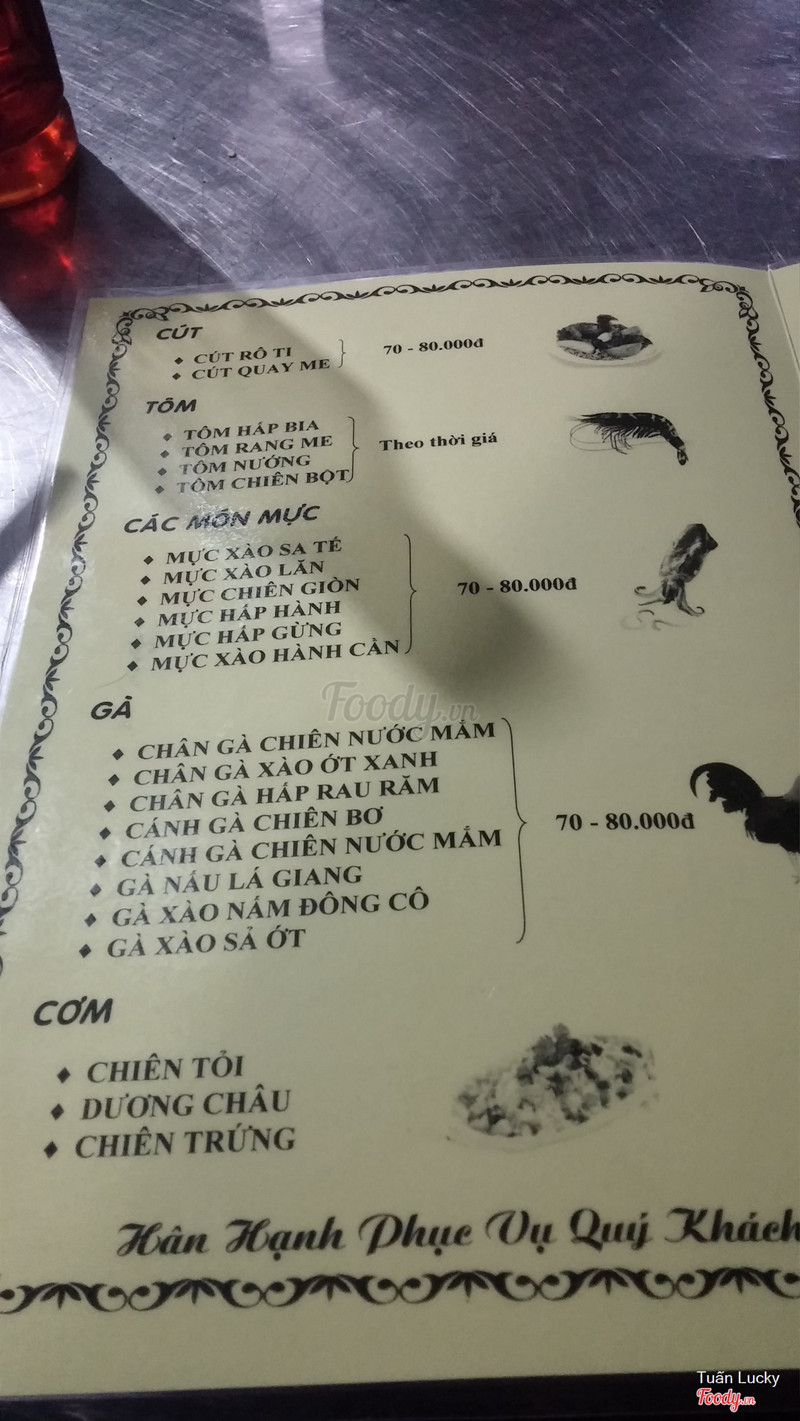 CÚT
CÚT RÔ TI
CÚT QUAY ME
70 - 80.000đ
TÔM
TÔM HẤP BIA
TÔM RANG ME
TÔM NƯỚNG
TÔM CHIÊN BỘT
Theo thời giá
CÁC MÓN MỰC
MỰC XÀO SA TÉ
MỰC XÀO LĂN
MỰC CHIÊN GIÒN
MỰC HẤP HÀNH
MỰC HẤP GỪNG
MỰC XÀO HÀNH CẦN
70 - 80.000đ
Foody.vn
GÀ
CHÂN GÀ CHIÊN NƯỚC MẮM
CHÂN GÀ XÀO ỚT XANH
CHÂN GÀ HẤP RAU RĂM
CÁNH GÀ CHIÊN BƠ
CÁNH GÀ CHIÊN NƯỚC MẮM
GÀ NẤU LÁ GIANG
GÀ XÀO NẤM ĐÔNG CÔ
GÀ XÀO SẢ ỚT
70 - 80.000đ
CƠM
CHIÊN TỎI
DƯƠNG CHÂU
CHIÊN TRỨNG
Hân Hạnh Phục Vụ Quý Khách
Tuấn Lucky
Foody.vn